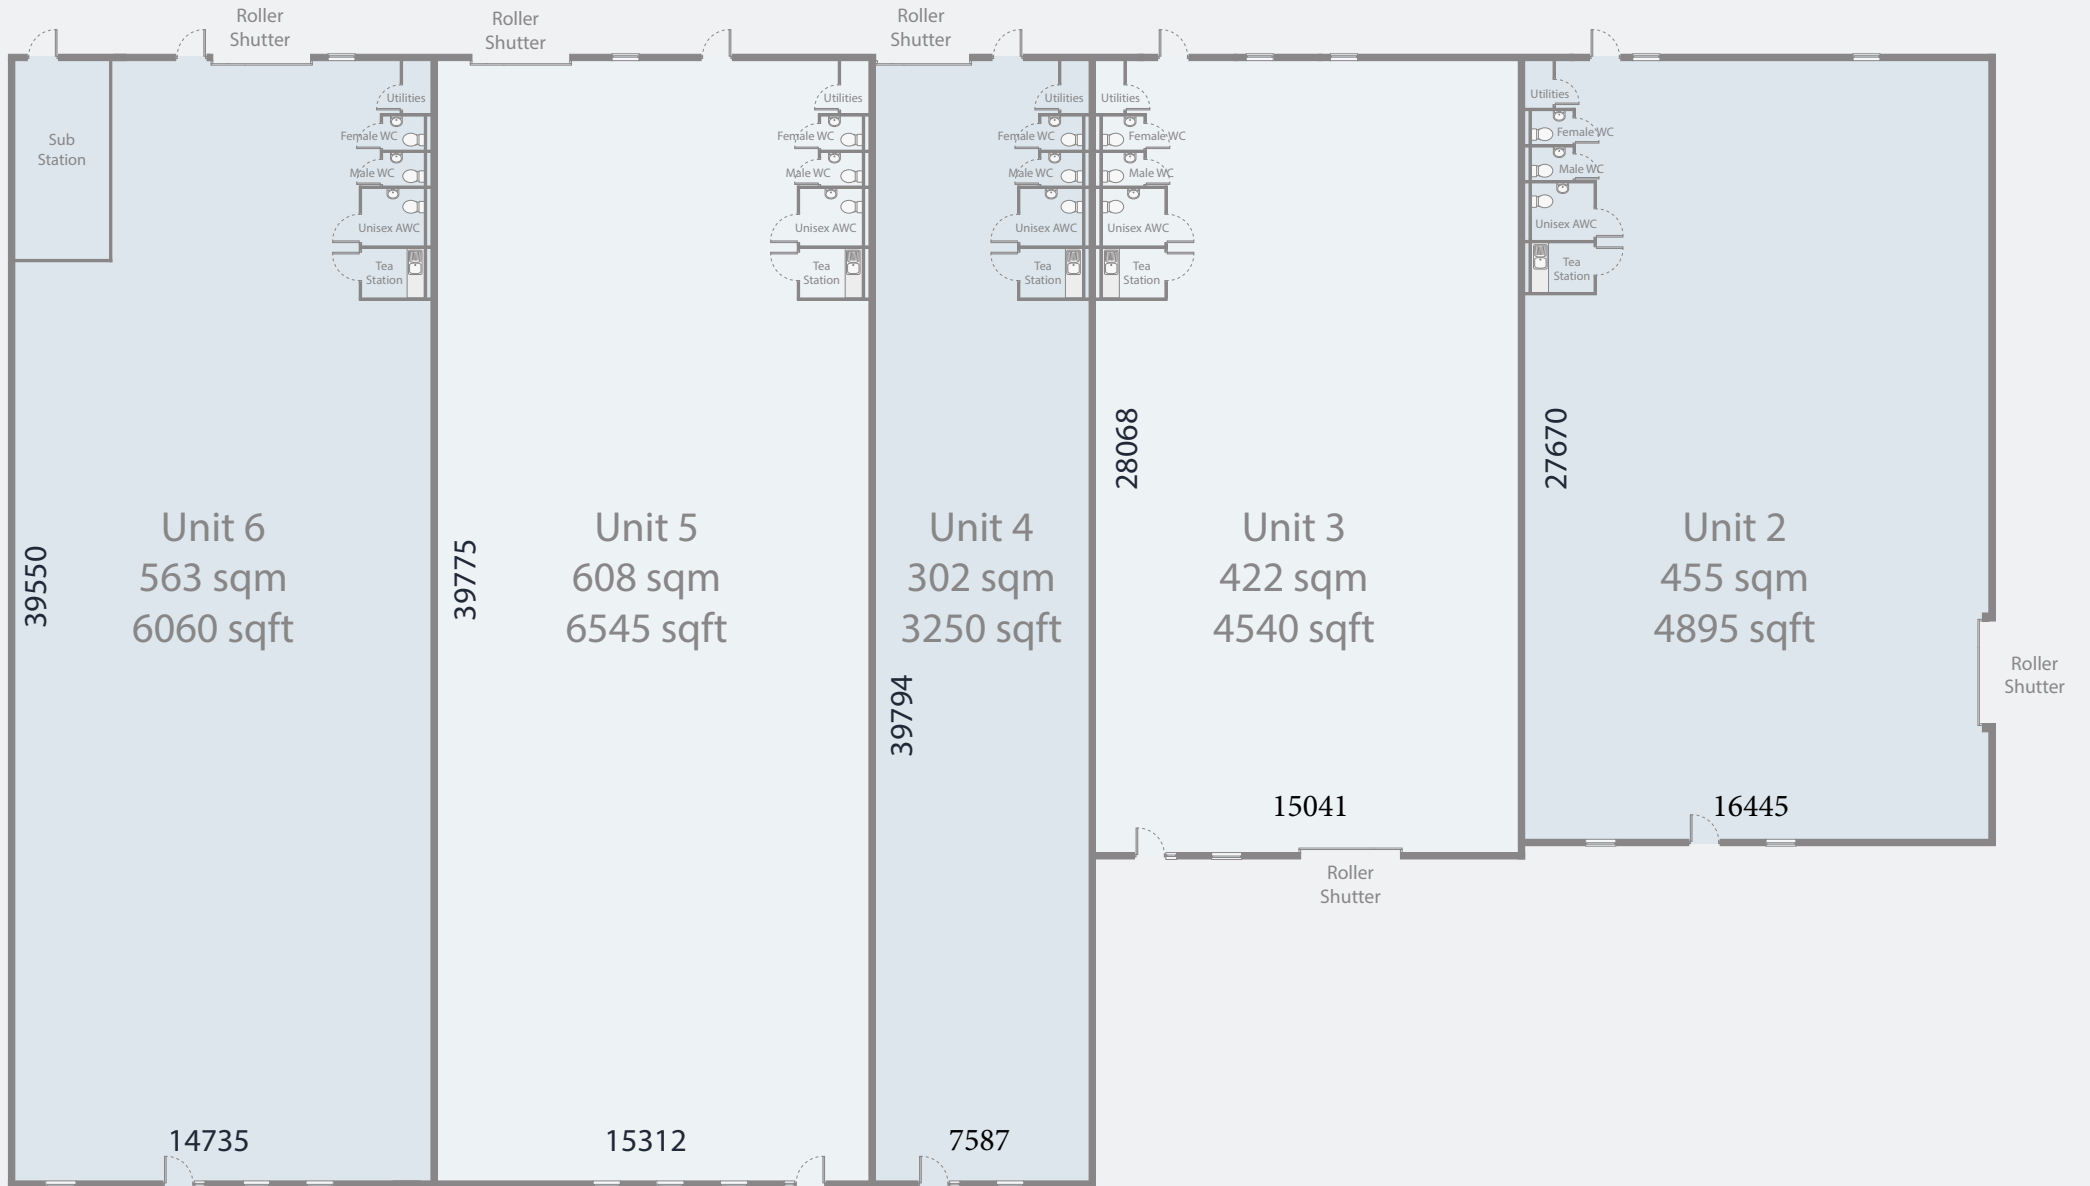 Roller
Shutter
Roller
Shutter
Roller
Shutter
Sub
Station
Utilities
Female WC
Male WC
Unisex AWC
Tea
Station
Unit 6
563 sqm
6060 sqft
39550
14735
Utilities
Female WC
Male WC
Unisex AWC
Tea
Station
Unit 5
608 sqm
6545 sqft
39775
15312
Utilities
Female WC
Male WC
Unisex AWC
Tea
Station
Unit 4
302 sqm
3250 sqft
39794
7587
Utilities
Female WC
Male WC
Unisex AWC
Tea
Station
28068
Unit 3
422 sqm
4540 sqft
15041
Roller
Shutter
Utilities
Female WC
Male WC
Unisex AWC
Tea
Station
27670
Unit 2
455 sqm
4895 sqft
16445
Roller
Shutter